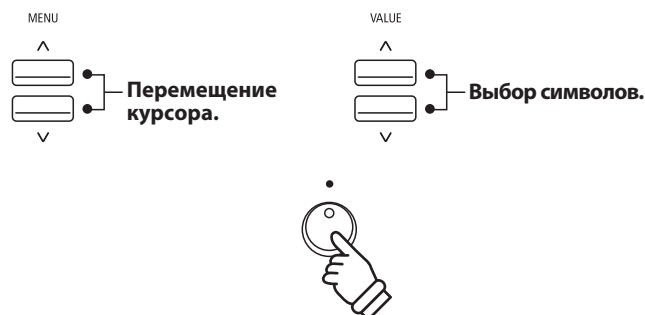 MENU
VALUE
Перемещение
курсора.
Выбор символов.